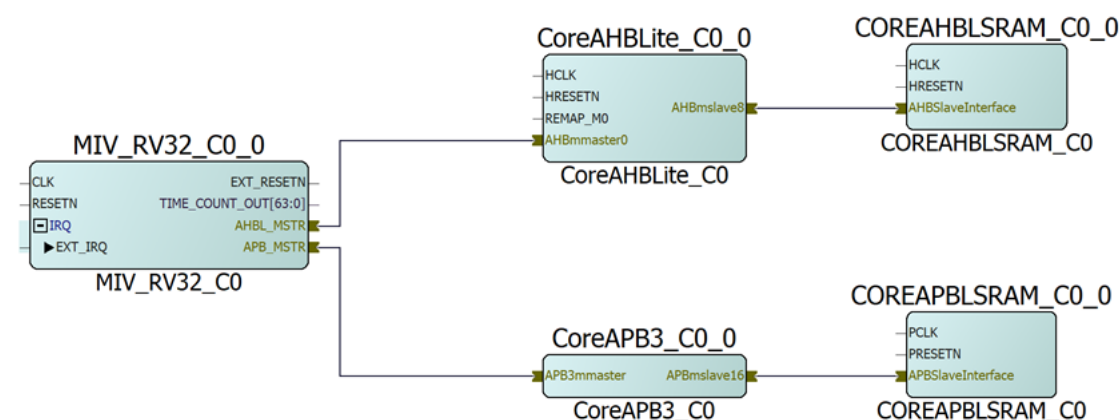 MIV_RV32_C0_0
CLK
EXT_RESETN
RESETN
TIME_COUNT_OUT[63:0]
IRQ
AHBL_MSTR
EXT_IRQ
APB_MSTR
MIV_RV32_C0
CoreAHBLite_C0_0
HCLK
HRESETN
AHBmslave8
REMAP_M0
AHBmmaster0
CoreAHBLite_C0
COREAHBLSRAM_C0_0
HCLK
HRESETN
AHBSlaveInterface
COREAHBLSRAM_C0
CoreAPB3_C0_0
APB3mmaster
APBmslave16
CoreAPB3_C0
COREAPBLSRAM_C0_0
PCLK
PRESETN
APBSlaveInterface
COREAPBLSRAM_C0